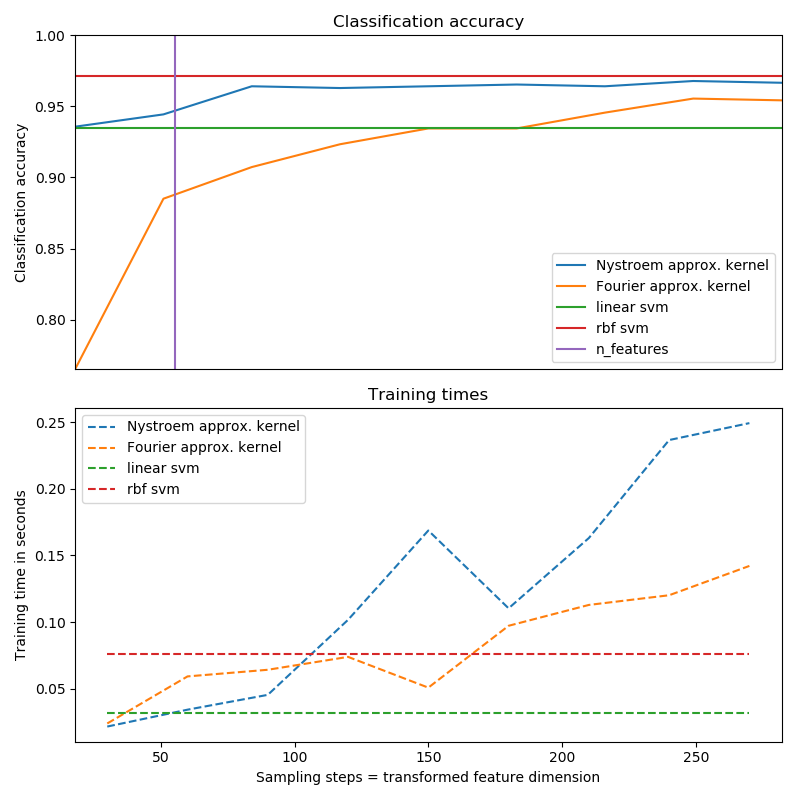 Classification accuracy
1.00
0.95
0.90
0.85
0.80
Classification accuracy
Nystroem approx. kernel
Fourier approx. kernel
linear svm
rbf svm
n_features
Training times
0.25
0.20
0.15
0.10
0.05
Training time in seconds
Nystroem approx. kernel
Fourier approx. kernel
linear svm
rbf svm
50 100 150 200 250
Sampling steps = transformed feature dimension